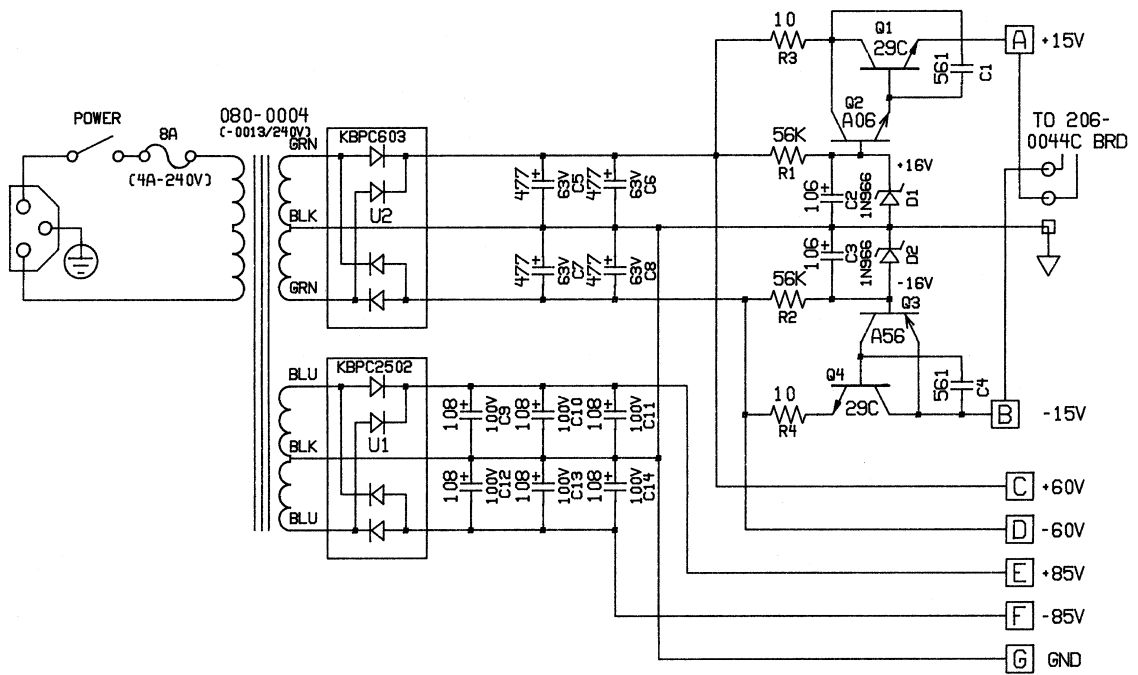 10
R3
Q1
29C
561
C1
A
+15V
Q2
A06
TO 206-
0044C BRD
POWER
8A
(4A-240V)
080-0004
(-0013/240V)
GRN
KBPC603
U2
BLK
GRN
477
63V
C5
477
63V
C6
477
63V
C7
477
63V
C8
56K
R1
+16V
106
C2
1N966
D1
106
C3
1N966
D2
56K
R2
-16V
Q3
A56
Q4
29C
10
R4
561
C4
B
-15V
BLU
KBPC2502
U1
BLK
BLU
108
100V
C9
108
100V
C10
108
100V
C11
108
100V
C12
108
100V
C13
108
100V
C14
C
+60V
D
-60V
E
+85V
F
-85V
G
GND